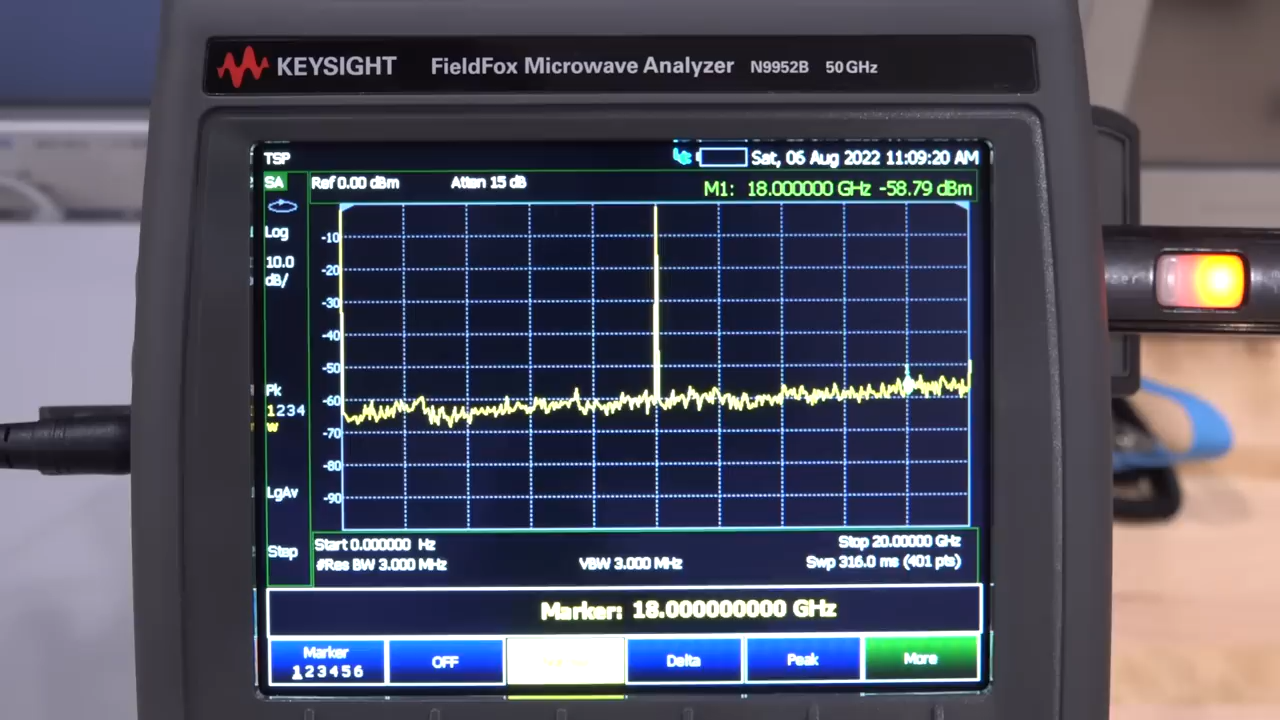 KEYSIGHT FieldFox Microwave Analyzer N9952B 50 GHz
TSP Sat, 06 Aug 2022 11:09:20 AM
SA Ref 0.00 dBm Atten 15 dB M1: 18.000000 GHz -58.79 dBm
Log
10.0
dB/
-10
-20
-30
-40
-50
-60
-70
-80
-90
Pk
1234
W
LgAv
Step
Start 0.000000 Hz Stop 20.00000 GHz
#Res BW 3.000 MHz VBW 3.000 MHz Swp 316.0 ms (401 pts)
Marker: 18.000000000 GHz
Marker
123456
OFF
Delta
Peak
More